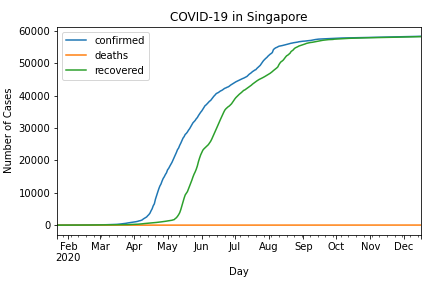 COVID-19 in Singapore
confirmed
deaths
recovered
Number of Cases
60000
50000
40000
30000
20000
10000
0
Feb Mar Apr May Jun Jul Aug Sep Oct Nov Dec
2020
Day